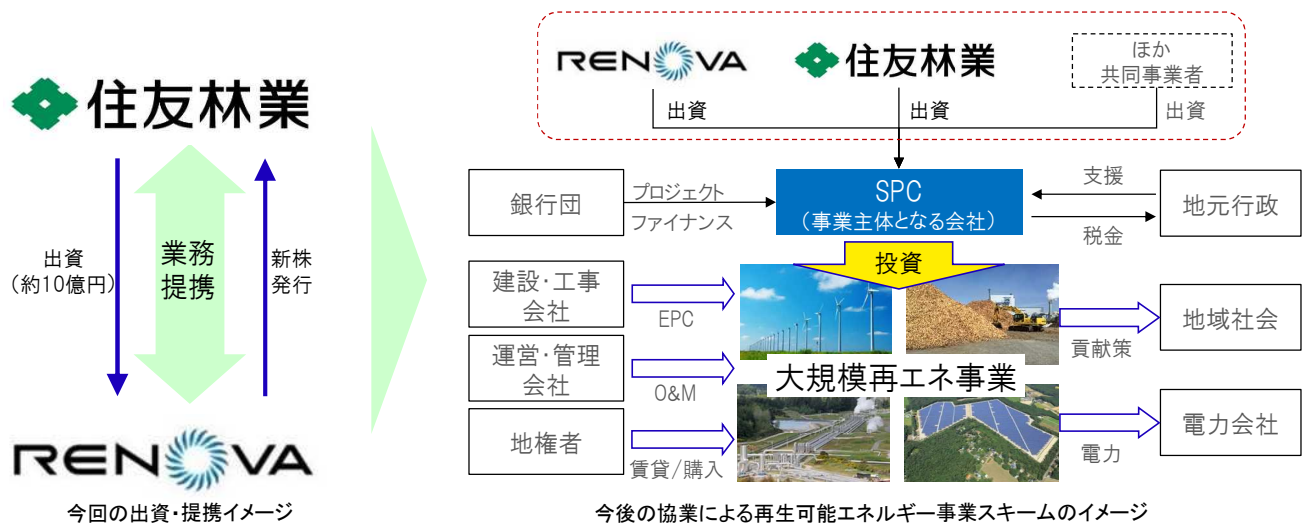 住友林業
出資
(約10億円)
業務
提携
新株
発行
RENOVA
今回の出資・提携イメージ
RENOVA
住友林業
ほか
共同事業者
出資
出資
出資
銀行団
プロジェクト
ファイナンス
SPC
(事業主体となる会社)
支援
税金
地元行政
投資
建設・工事
会社
EPC
運営・管理
会社
O&M
地権者
賃貸/購入
大規模再エネ事業
貢献策
地域社会
電力
電力会社
今後の協業による再生可能エネルギー事業スキームのイメージ